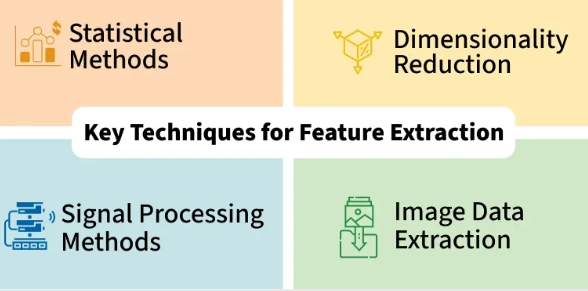 Statistical
Methods
Dimensionality
Reduction
Key Techniques for Feature Extraction
Signal Processing
Methods
Image Data
Extraction